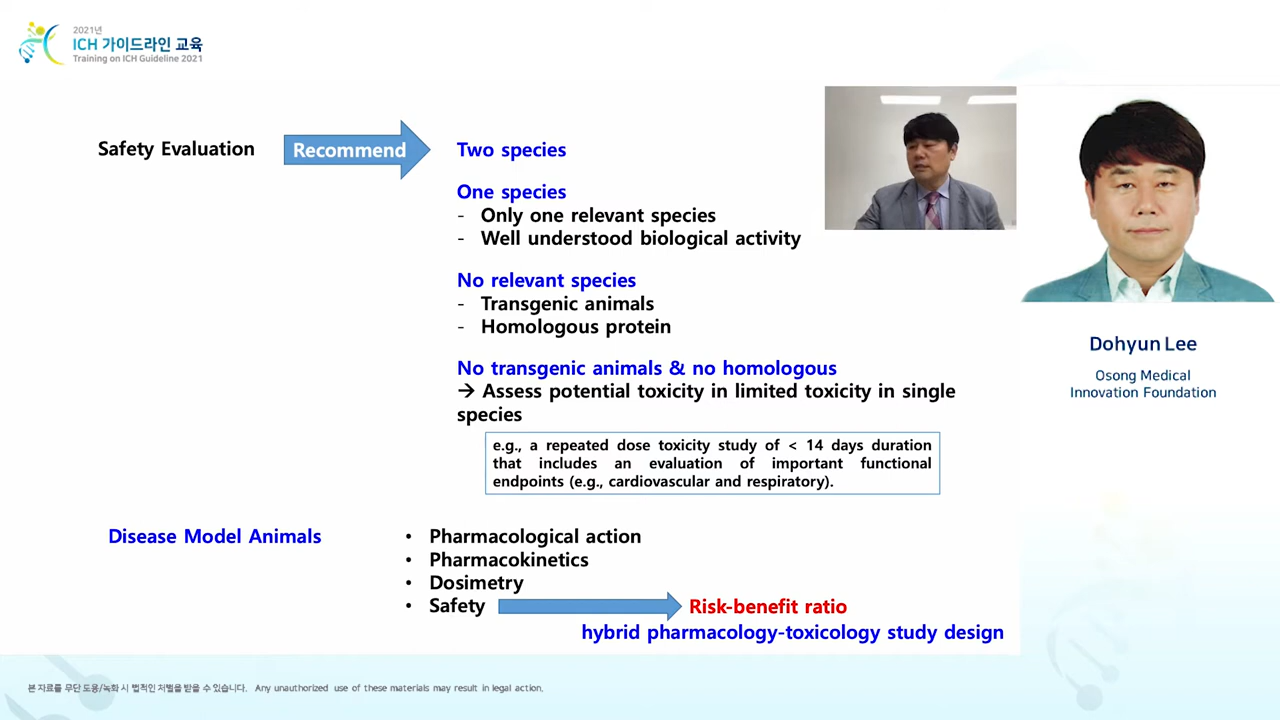 2021년
ICH 가이드라인 교육
Training on ICH Guideline 2021
Safety Evaluation
Recommend
Two species
One species
- Only one relevant species
- Well understood biological activity
No relevant species
- Transgenic animals
- Homologous protein
No transgenic animals & no homologous
→ Assess potential toxicity in limited toxicity in single
species
e.g., a repeated dose toxicity study of < 14 days duration
that includes an evaluation of important functional
endpoints (e.g., cardiovascular and respiratory).
Disease Model Animals
• Pharmacological action
• Pharmacokinetics
• Dosimetry
• Safety
Risk-benefit ratio
hybrid pharmacology-toxicology study design
Dohyun Lee
Osong Medical
Innovation Foundation
본 자료를 무단 도용/녹화 시 법적인 처벌을 받을 수 있습니다. Any unauthorized use of these materials may result in legal action.